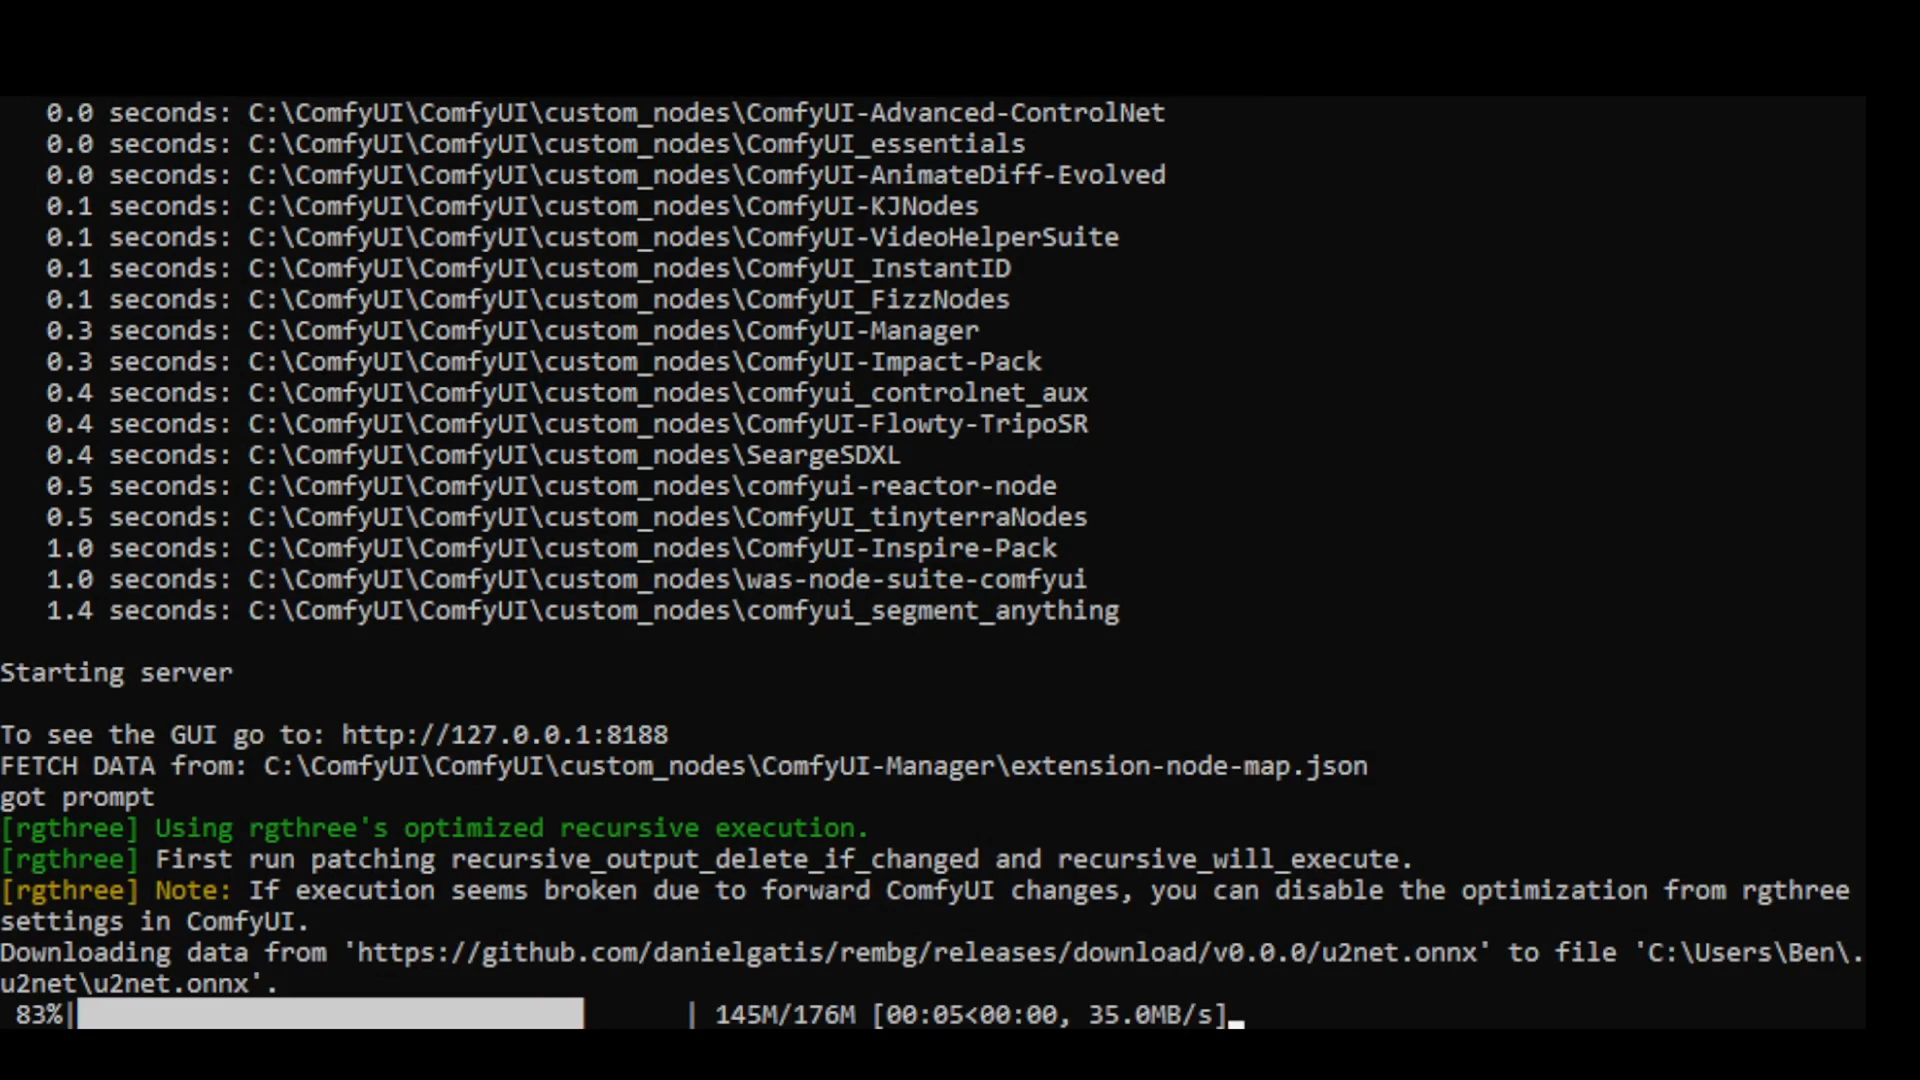 0.0 seconds: C:\ComfyUI\ComfyUI\custom_nodes\ComfyUI-Advanced-ControlNet
0.0 seconds: C:\ComfyUI\ComfyUI\custom_nodes\ComfyUI_essentials
0.0 seconds: C:\ComfyUI\ComfyUI\custom_nodes\ComfyUI-AnimateDiff-Evolved
0.1 seconds: C:\ComfyUI\ComfyUI\custom_nodes\ComfyUI-KJNodes
0.1 seconds: C:\ComfyUI\ComfyUI\custom_nodes\ComfyUI-VideoHelperSuite
0.1 seconds: C:\ComfyUI\ComfyUI\custom_nodes\ComfyUI_InstantID
0.1 seconds: C:\ComfyUI\ComfyUI\custom_nodes\ComfyUI_FizzNodes
0.3 seconds: C:\ComfyUI\ComfyUI\custom_nodes\ComfyUI-Manager
0.3 seconds: C:\ComfyUI\ComfyUI\custom_nodes\ComfyUI-Impact-Pack
0.4 seconds: C:\ComfyUI\ComfyUI\custom_nodes\comfyui_controlnet_aux
0.4 seconds: C:\ComfyUI\ComfyUI\custom_nodes\ComfyUI-Flowty-TripoSR
0.4 seconds: C:\ComfyUI\ComfyUI\custom_nodes\SeargeSDXL
0.5 seconds: C:\ComfyUI\ComfyUI\custom_nodes\comfyui-reactor-node
0.5 seconds: C:\ComfyUI\ComfyUI\custom_nodes\ComfyUI_tinyterraNodes
1.0 seconds: C:\ComfyUI\ComfyUI\custom_nodes\ComfyUI-Inspire-Pack
1.0 seconds: C:\ComfyUI\ComfyUI\custom_nodes\was-node-suite-comfyui
1.4 seconds: C:\ComfyUI\ComfyUI\custom_nodes\comfyui_segment_anything
Starting server
To see the GUI go to: http://127.0.0.1:8188
FETCH DATA from: C:\ComfyUI\ComfyUI\custom_nodes\ComfyUI-Manager\extension-node-map.json
got prompt
[rgthree] Using rgthree's optimized recursive execution.
[rgthree] First run patching recursive_output_delete_if_changed and recursive_will_execute.
[rgthree] Note: If execution seems broken due to forward ComfyUI changes, you can disable the optimization from rgthree
settings in ComfyUI.
Downloading data from 'https://github.com/danielgatis/rembg/releases/download/v0.0.0/u2net.onnx' to file 'C:\Users\Ben\.
u2net\u2net.onnx'.
83%| | 145M/176M [00:05<00:00, 35.0MB/s]